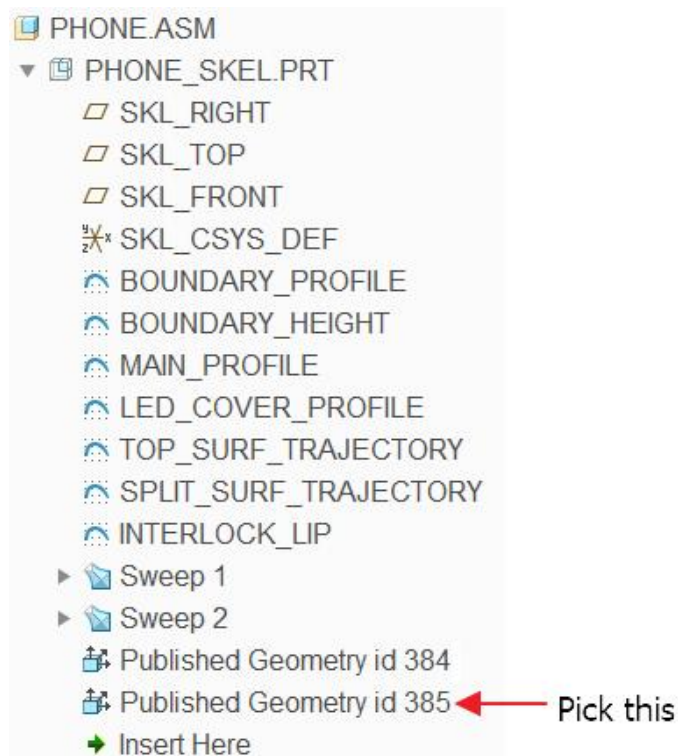 PHONE.ASM
PHONE_SKEL.PRT
SKL_RIGHT
SKL_TOP
SKL_FRONT
SKL_CSYS_DEF
BOUNDARY_PROFILE
BOUNDARY_HEIGHT
MAIN_PROFILE
LED_COVER_PROFILE
TOP_SURF_TRAJECTORY
SPLIT_SURF_TRAJECTORY
INTERLOCK_LIP
Sweep 1
Sweep 2
Published Geometry id 384
Published Geometry id 385 Pick this
Insert Here